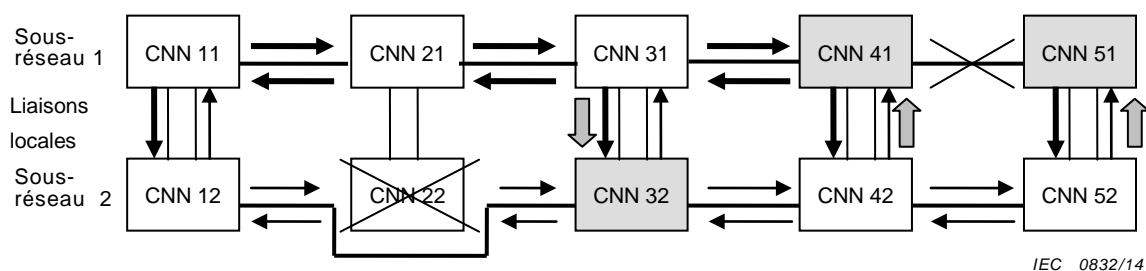 Sous-
réseau 1
CNN 11
CNN 21
CNN 31
CNN 41
CNN 51
Liaisons
locales
Sous-
réseau 2
CNN 12
CNN 22
CNN 32
CNN 42
CNN 52
IEC 0832/14